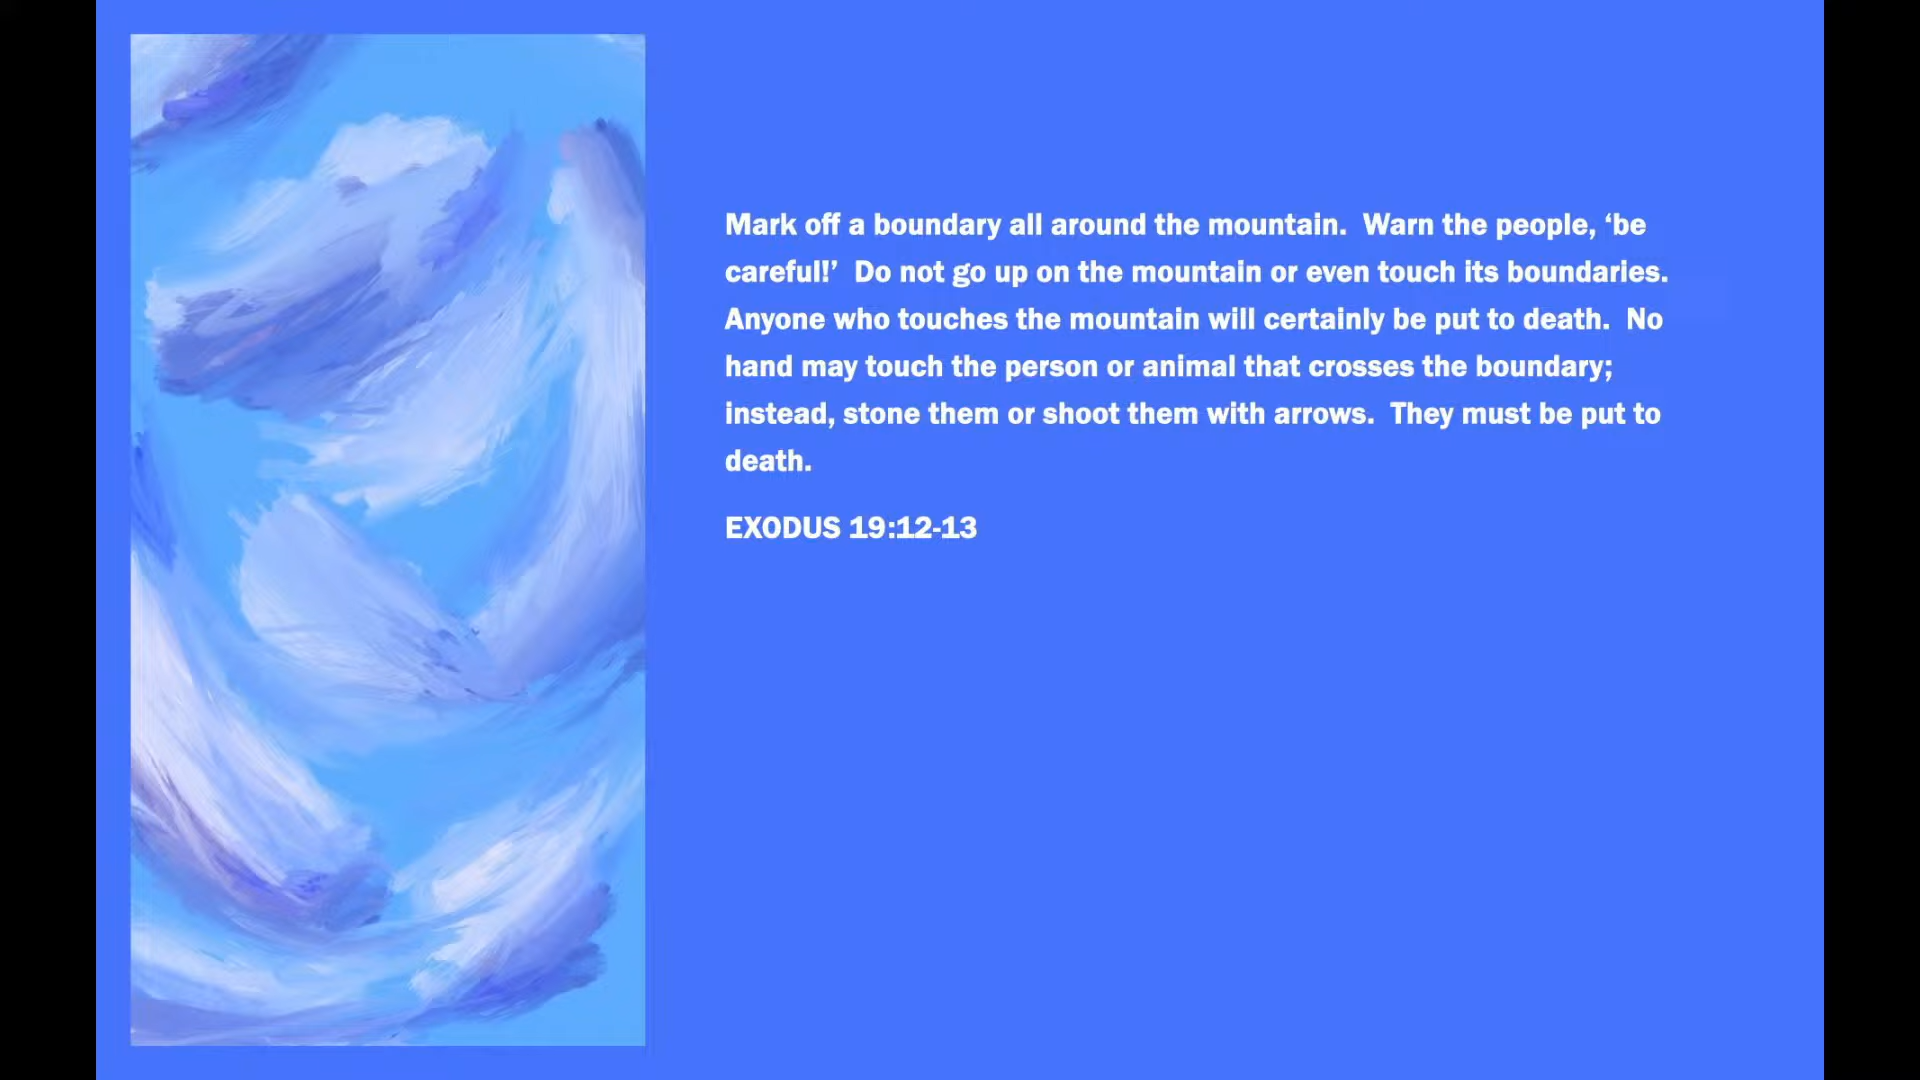 Mark off a boundary all around the mountain.  Warn the people, ‘be
careful!’  Do not go up on the mountain or even touch its boundaries.
Anyone who touches the mountain will certainly be put to death.  No
hand may touch the person or animal that crosses the boundary;
instead, stone them or shoot them with arrows.  They must be put to
death.
EXODUS 19:12-13